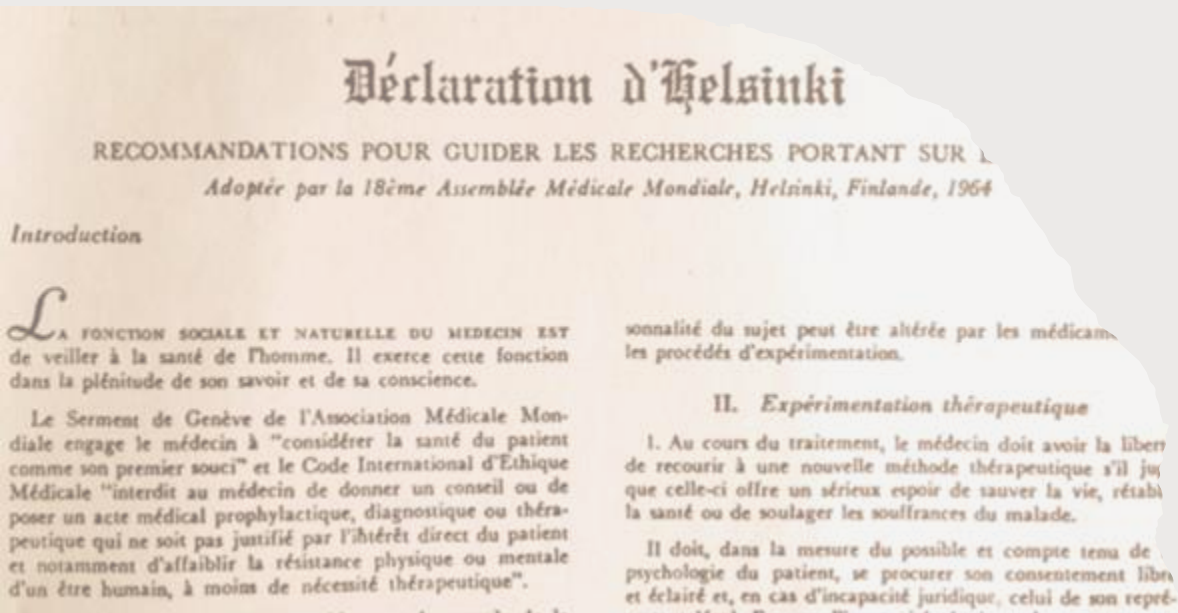 Déclaration d'Helsinki
RECOMMANDATIONS POUR GUIDER LES RECHERCHES PORTANT SUR
Adoptée par la 18ème Assemblée Médicale Mondiale, Helsinki, Finlande, 1964
Introduction
LA FONCTION SOCIALE ET NATURELLE DU MEDECIN EST
de veiller à la santé de l'homme. Il exerce cette fonction
dans la plénitude de son savoir et de sa conscience.
Le Serment de Genève de l'Association Médicale Mon-
diale engage le médecin à "considérer la santé du patient
comme son premier souci" et le Code International d'Ethique
Médicale "interdit au médecin de donner un conseil ou de
poser un acte médical prophylactique, diagnostique ou théra-
peutique qui ne soit pas justifié par l'intérêt direct du patient
et notamment d'affaiblir la résistance physique ou mentale
d'un être humain, à moins de nécessité thérapeutique".
sonnalité du sujet peut être altérée par les
les procédés d'expérimentation.
II. Expérimentation thérapeutique
1. Au cours du traitement, le médecin doit avoir la
de recourir à une nouvelle méthode thérapeutique s'il
que celle-ci offre un sérieux espoir de sauver la vie,
la santé ou de soulager les souffrances du malade.
Il doit, dans la mesure du possible et compte tenu de
psychologie du patient, se procurer son consentement
et éclairé et, en cas d'incapacité juridique, celui de son repré-